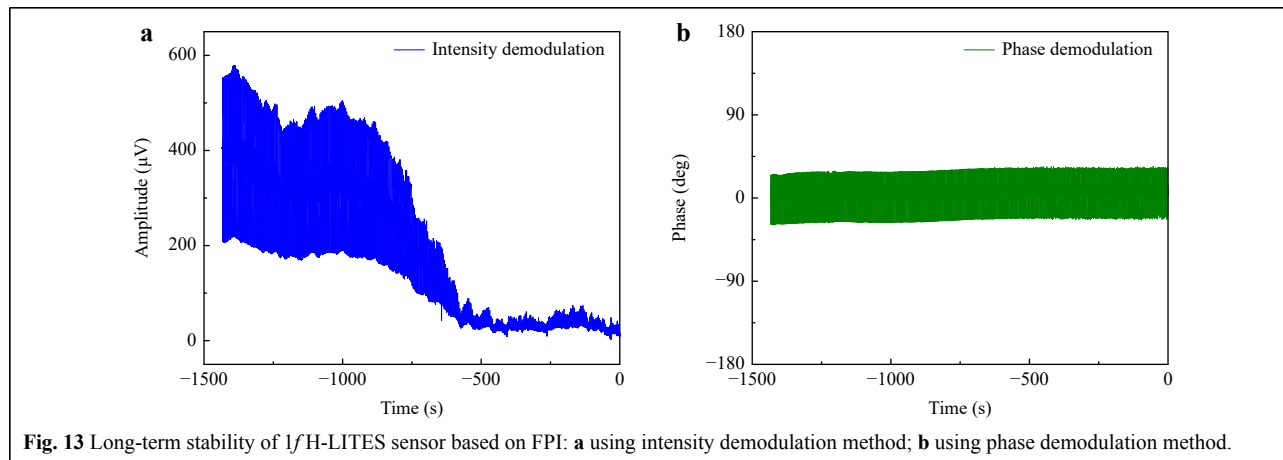 a
Intensity demodulation
600
400
200
0
Amplitude (μV)
−1500
−1000
−500
0
Time (s)
b
Phase demodulation
180
90
0
−90
−180
Phase (deg)
−1500
−1000
−500
0
Time (s)
Fig. 13 Long-term stability of 1f H-LITES sensor based on FPI: a using intensity demodulation method; b using phase demodulation method.